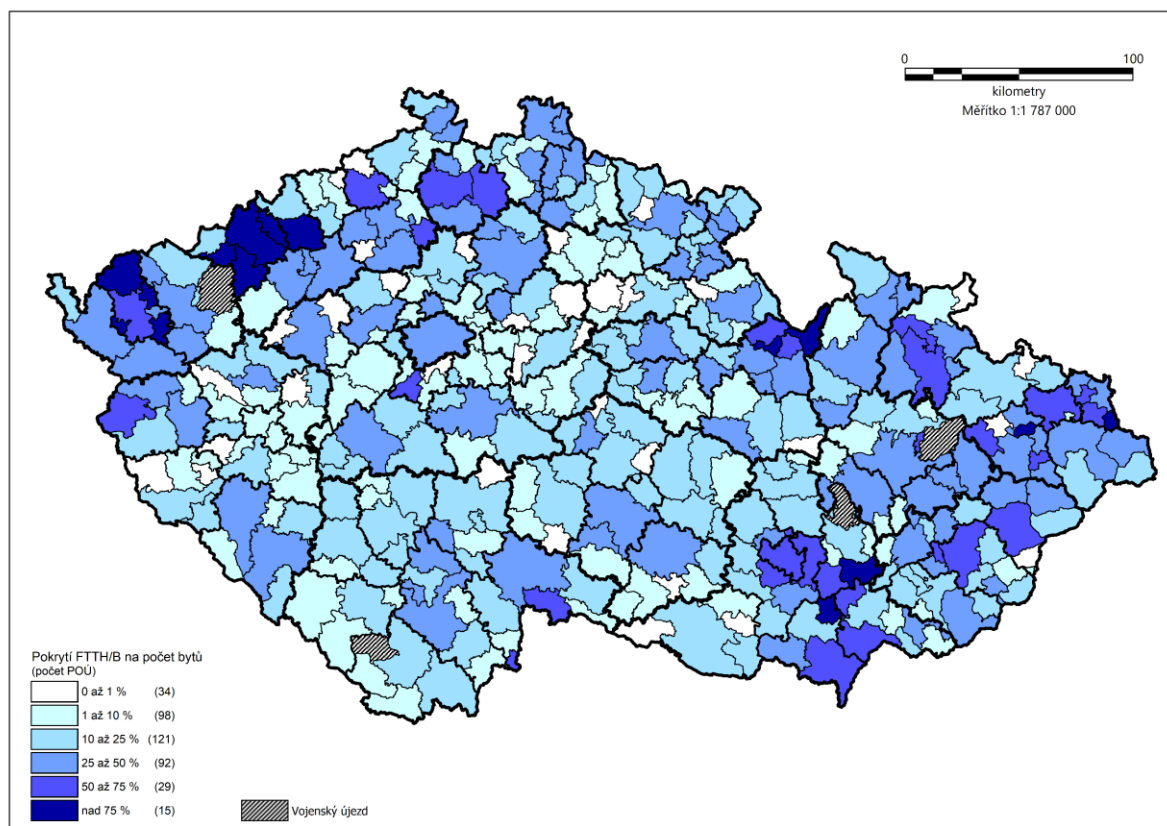 0 100
kilometry
Měřítko 1:1 787 000
Pokrytí FTTH/B na počet bytů
(počet POÚ)
0 až 1 % (34)
1 až 10 % (98)
10 až 25 % (121)
25 až 50 % (92)
50 až 75 % (29)
nad 75 % (15)
Vojenský újezd